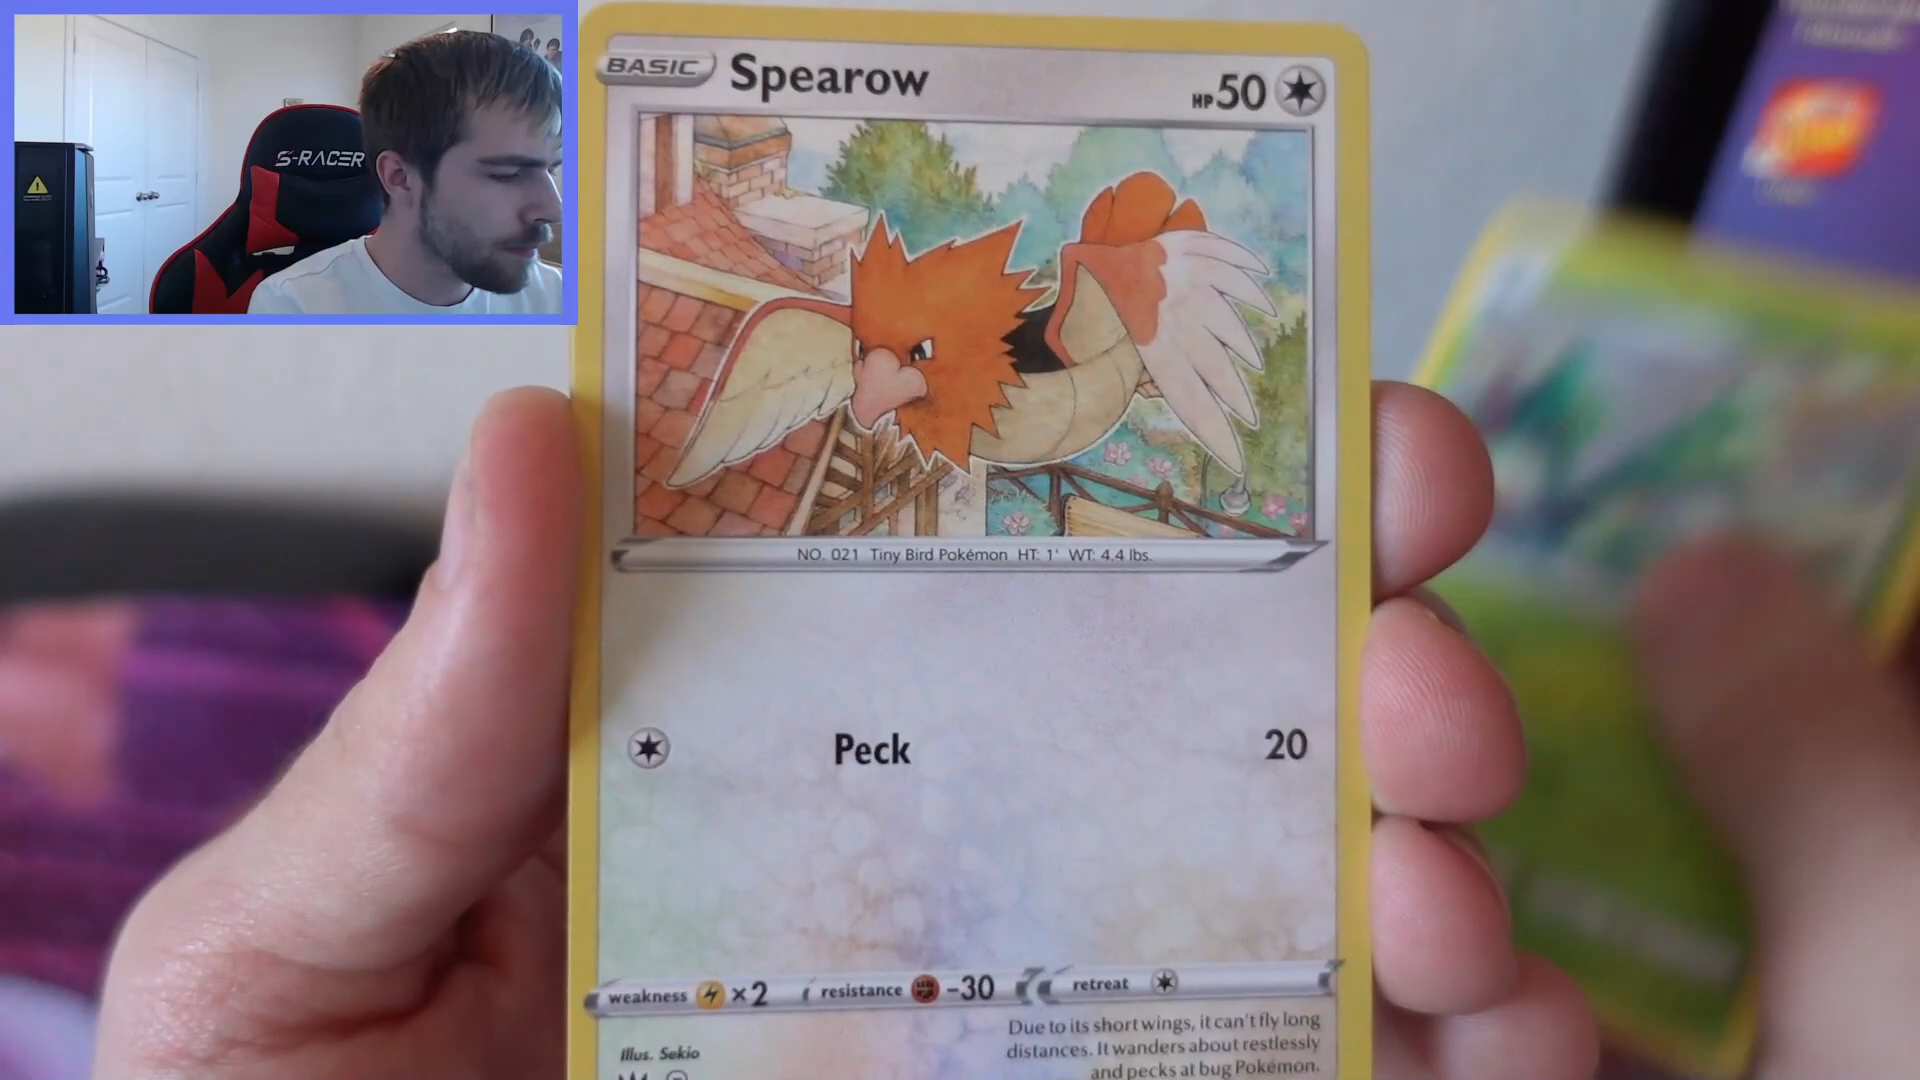 S-RACER
BASIC Spearow HP 50
NO. 021 Tiny Bird Pokémon HT: 1' WT: 4.4 lbs.
Peck 20
weakness ×2 resistance -30 retreat
Illus. Sekio
Due to its short wings, it can't fly long
distances. It wanders about restlessly
and pecks at bug Pokémon.